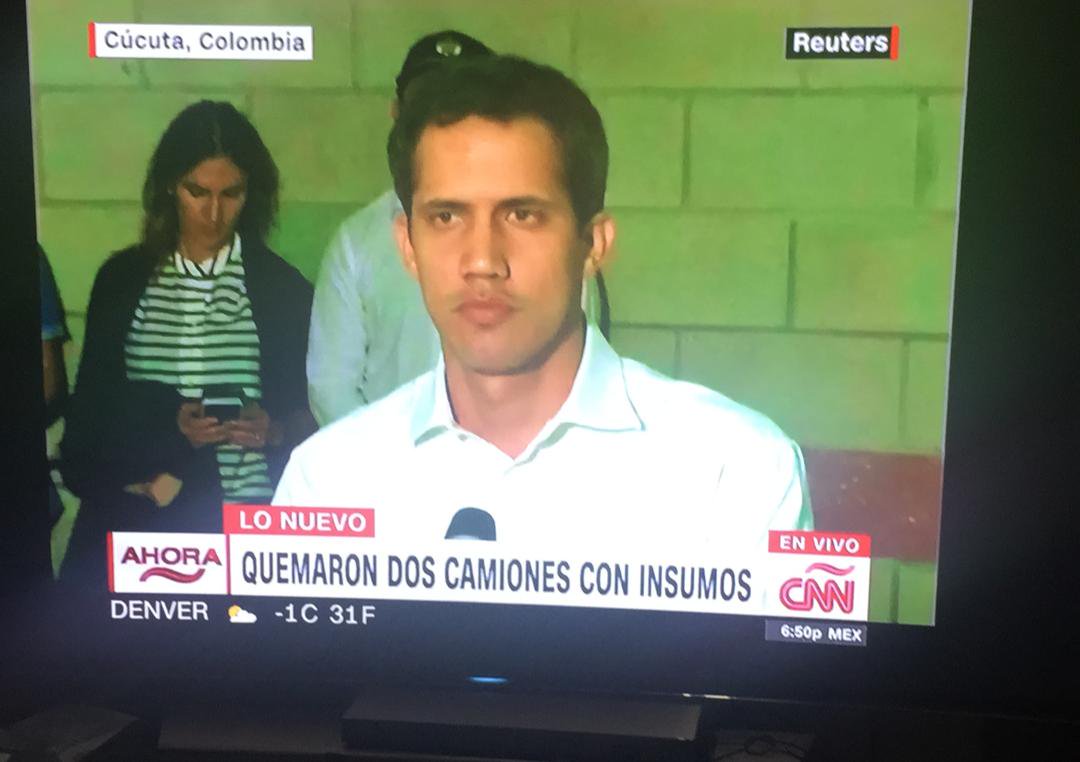 Cúcuta, Colombia
Reuters
LO NUEVO
AHORA
QUEMARON DOS CAMIONES CON INSUMOS
EN VIVO
CNN
DENVER -1C 31F
6:50p MEX